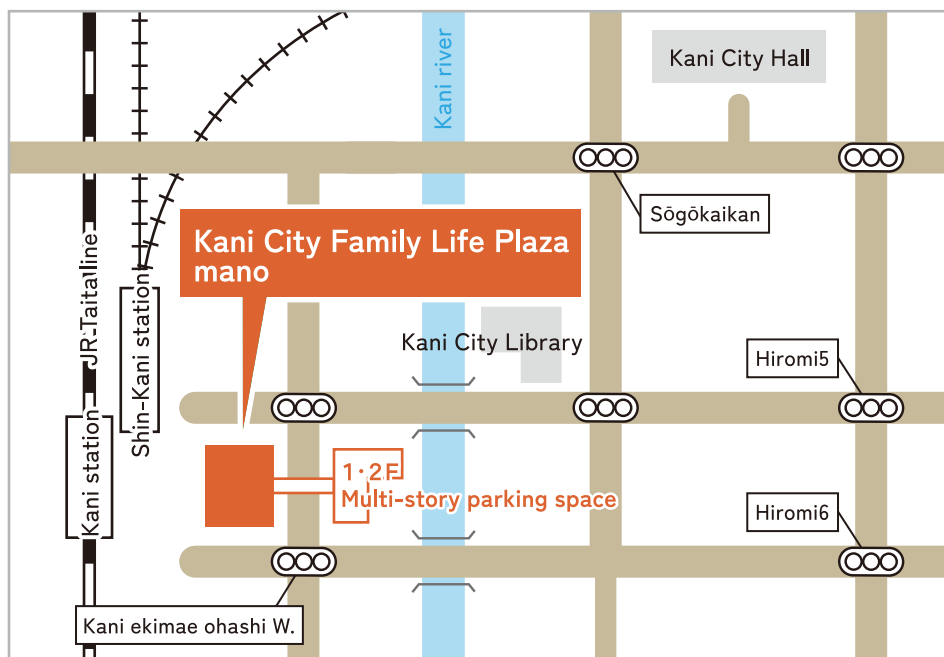 Kani river
Kani City Hall
Sōgōkaikan
Kani City Family Life Plaza
mano
JR Taita line
Shin-Kani station
Kani City Library
Hiromi5
Kani station
1･2F
Multi-story parking space
Hiromi6
Kani ekimae ohashi W.